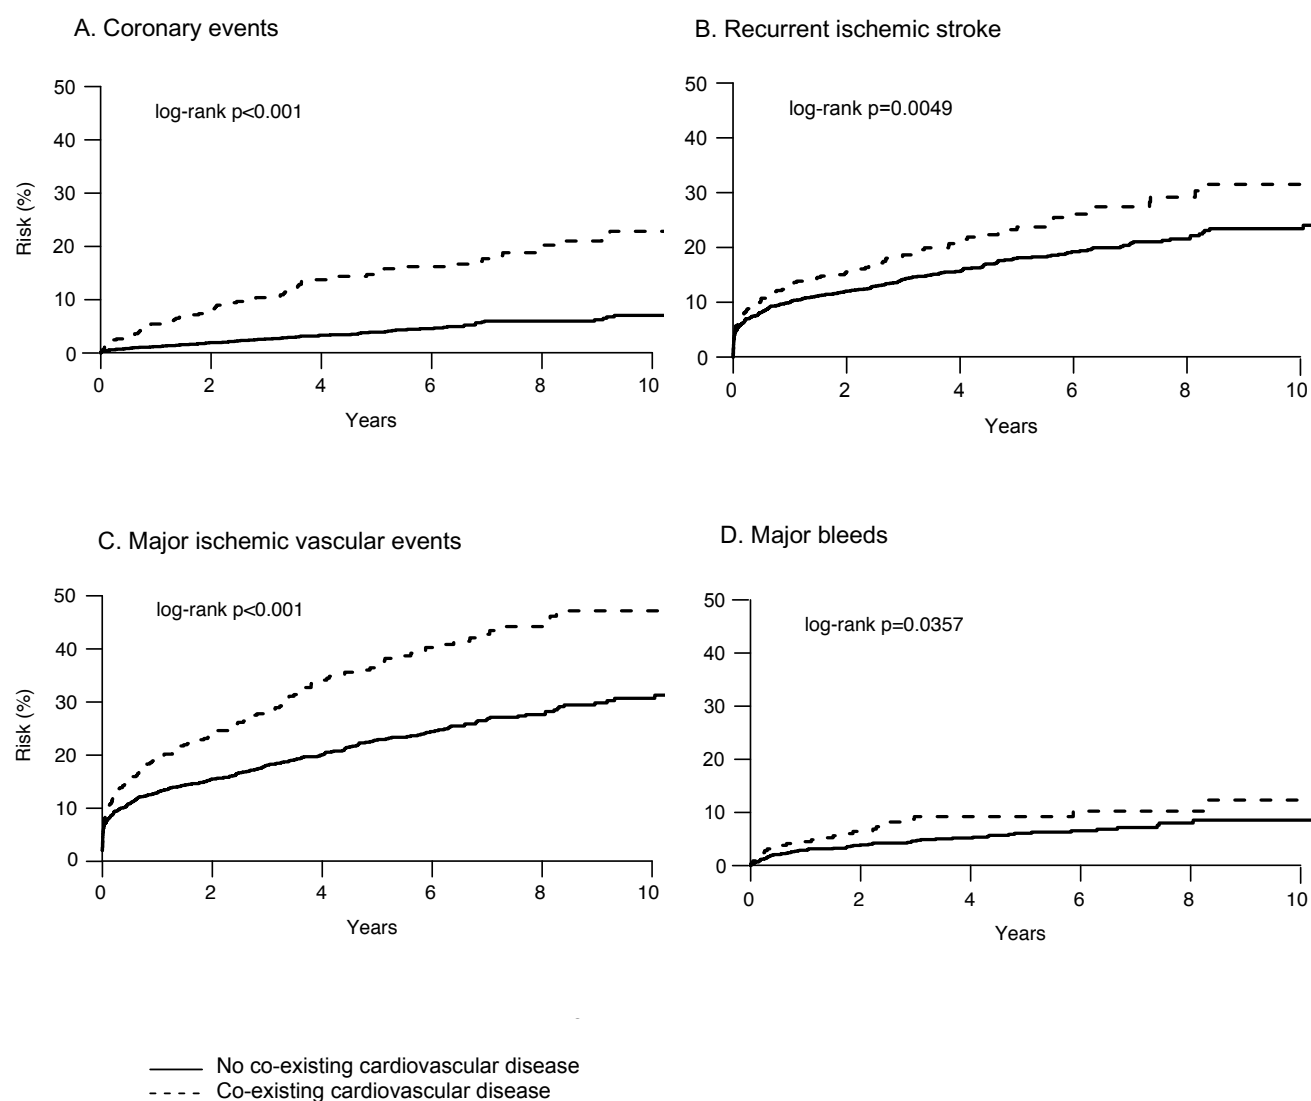 A. Coronary events
50
40
30
20
10
0
Risk (%)
log-rank p<0.001
0 2 4 6 8 10
Years
B. Recurrent ischemic stroke
50
40
30
20
10
0
log-rank p=0.0049
0 2 4 6 8 10
Years
C. Major ischemic vascular events
50
40
30
20
10
0
Risk (%)
log-rank p<0.001
0 2 4 6 8 10
Years
D. Major bleeds
50
40
30
20
10
0
log-rank p=0.0357
0 2 4 6 8 10
Years
No co-existing cardiovascular disease
Co-existing cardiovascular disease